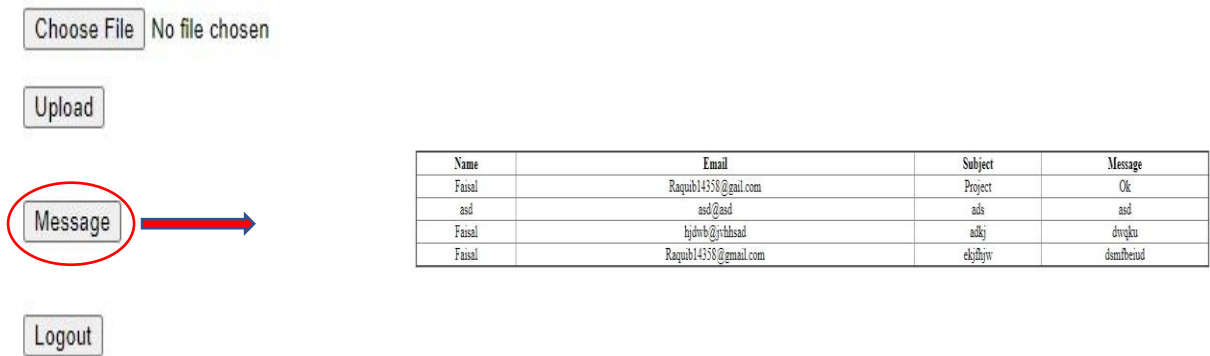 Choose File No file chosen
Upload
Message
Logout
Name Email Subject Message
Faisal Raquib14358@gail.com Project Ok
asd asd@asd ads asd
Faisal hjdwb@jvhhsad adkj dwqku
Faisal Raquib14358@gmail.com ekjfhjw dsmfbeiud